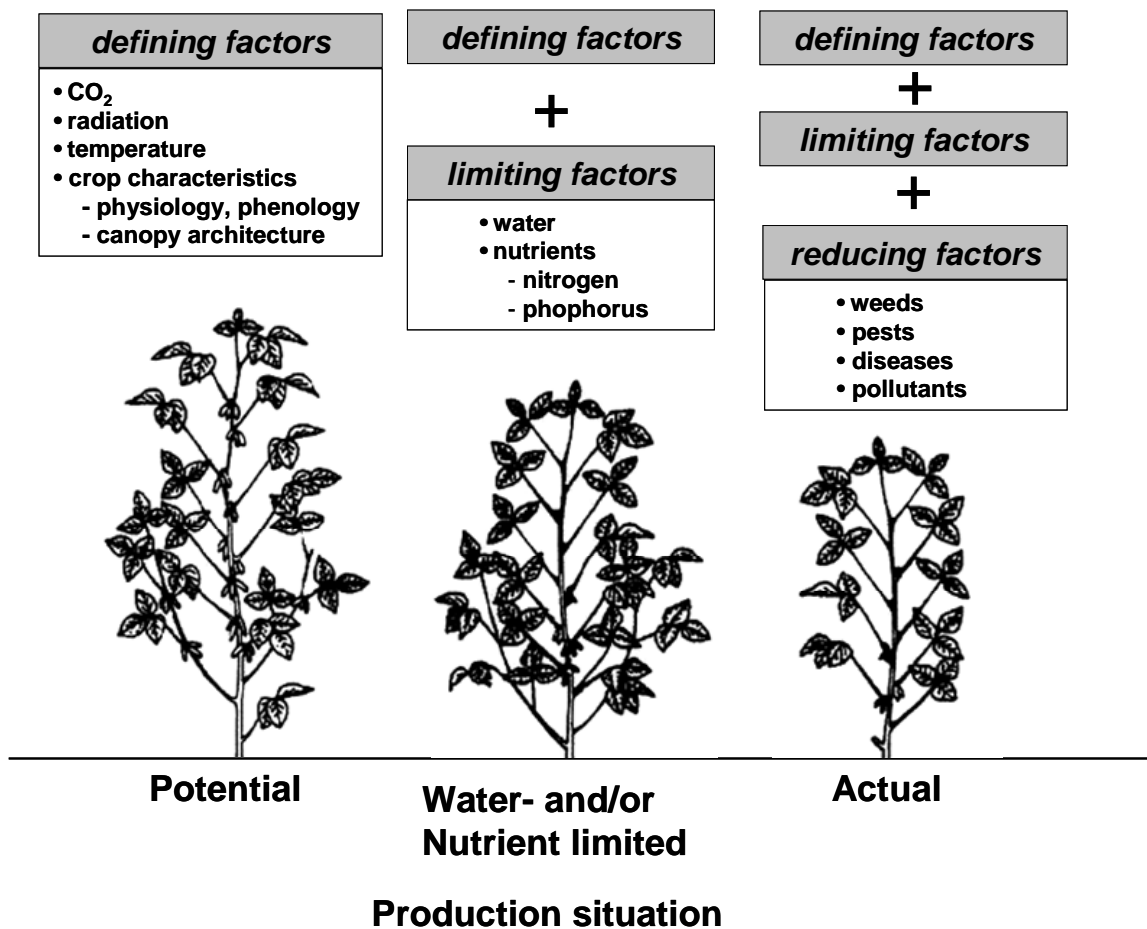 defining factors
• CO₂
• radiation
• temperature
• crop characteristics
- physiology, phenology
- canopy architecture
defining factors
+
limiting factors
• water
• nutrients
- nitrogen
- phophorus
defining factors
+
limiting factors
+
reducing factors
• weeds
• pests
• diseases
• pollutants
Potential
Water- and/or
Nutrient limited
Actual
Production situation